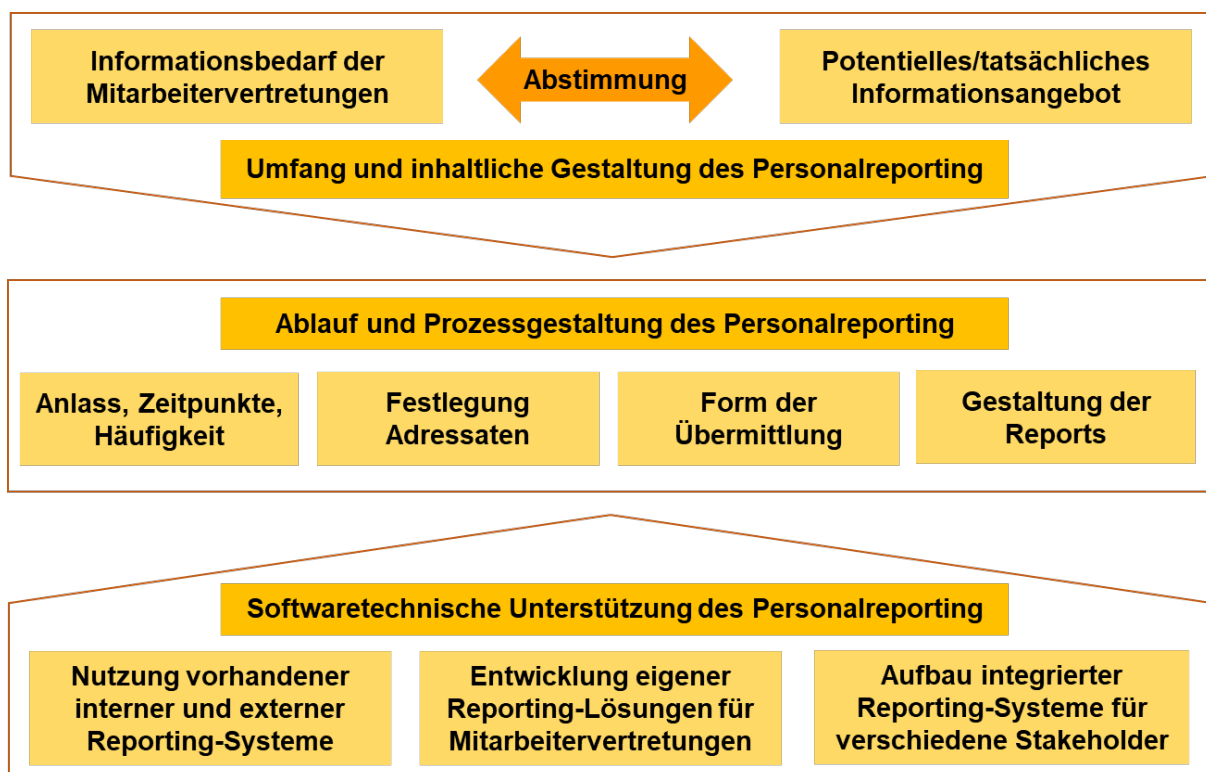 Informationsbedarf der
Mitarbeitervertretungen
Abstimmung
Potentielles/tatsächliches
Informationsangebot
Umfang und inhaltliche Gestaltung des Personalreporting
Ablauf und Prozessgestaltung des Personalreporting
Anlass, Zeitpunkte,
Häufigkeit
Festlegung
Adressaten
Form der
Übermittlung
Gestaltung der
Reports
Softwaretechnische Unterstützung des Personalreporting
Nutzung vorhandener
interner und externer
Reporting-Systeme
Entwicklung eigener
Reporting-Lösungen für
Mitarbeitervertretungen
Aufbau integrierter
Reporting-Systeme für
verschiedene Stakeholder